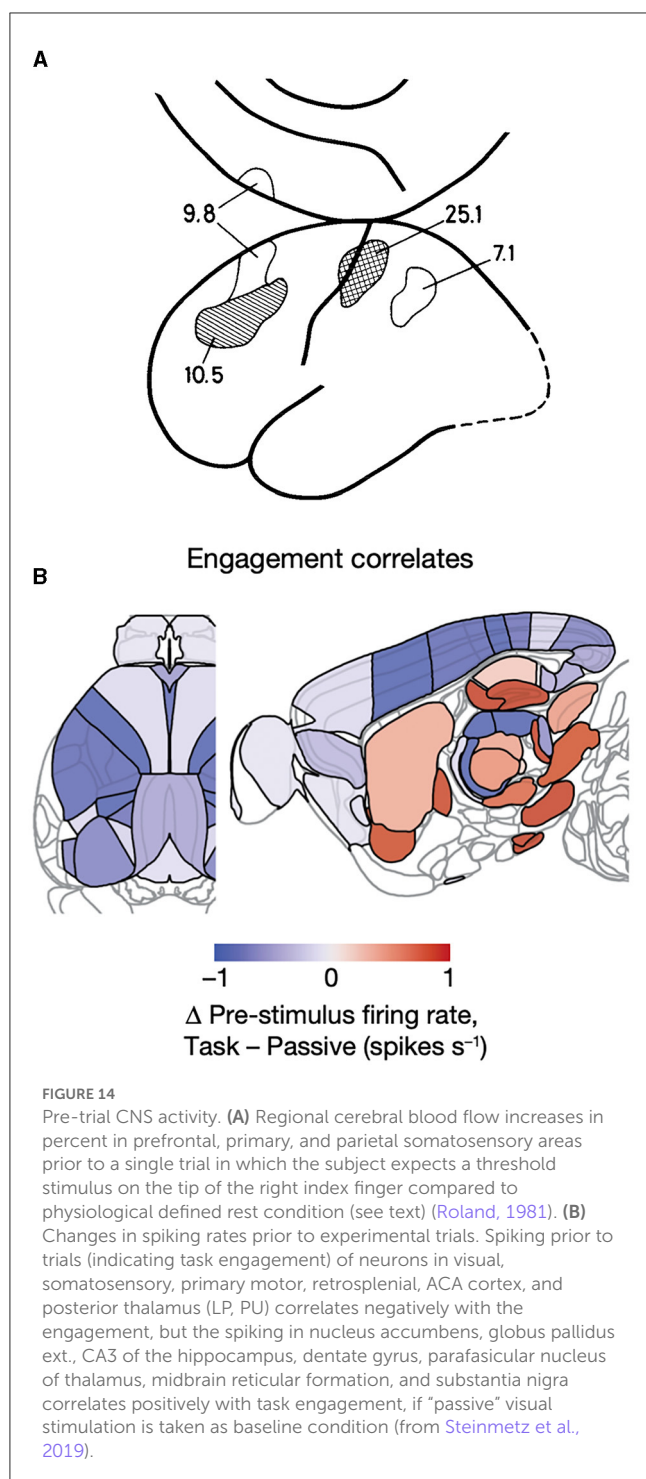 A
9.8
25.1
7.1
10.5
Engagement correlates
B
−1 0 1
Δ Pre-stimulus firing rate,
Task – Passive (spikes s⁻¹)
FIGURE 14
Pre-trial CNS activity. (A) Regional cerebral blood flow increases in
percent in prefrontal, primary, and parietal somatosensory areas
prior to a single trial in which the subject expects a threshold
stimulus on the tip of the right index finger compared to
physiological defined rest condition (see text) (Roland, 1981). (B)
Changes in spiking rates prior to experimental trials. Spiking prior to
trials (indicating task engagement) of neurons in visual,
somatosensory, primary motor, retrosplenial, ACA cortex, and
posterior thalamus (LP, PU) correlates negatively with the
engagement, but the spiking in nucleus accumbens, globus pallidus
ext., CA3 of the hippocampus, dentate gyrus, parafasicular nucleus
of thalamus, midbrain reticular formation, and substantia nigra
correlates positively with task engagement, if “passive” visual
stimulation is taken as baseline condition (from Steinmetz et al.,
2019).